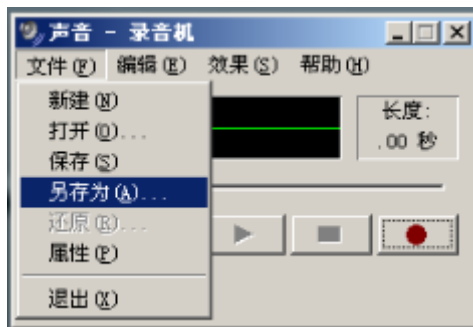 声音 - 录音机
文件(F) 编辑(E) 效果(S) 帮助(H)
新建(N)
打开(O)...
保存(S)
另存为(A)...
还原(R)...
属性(P)
退出(X)
长度:
.00 秒